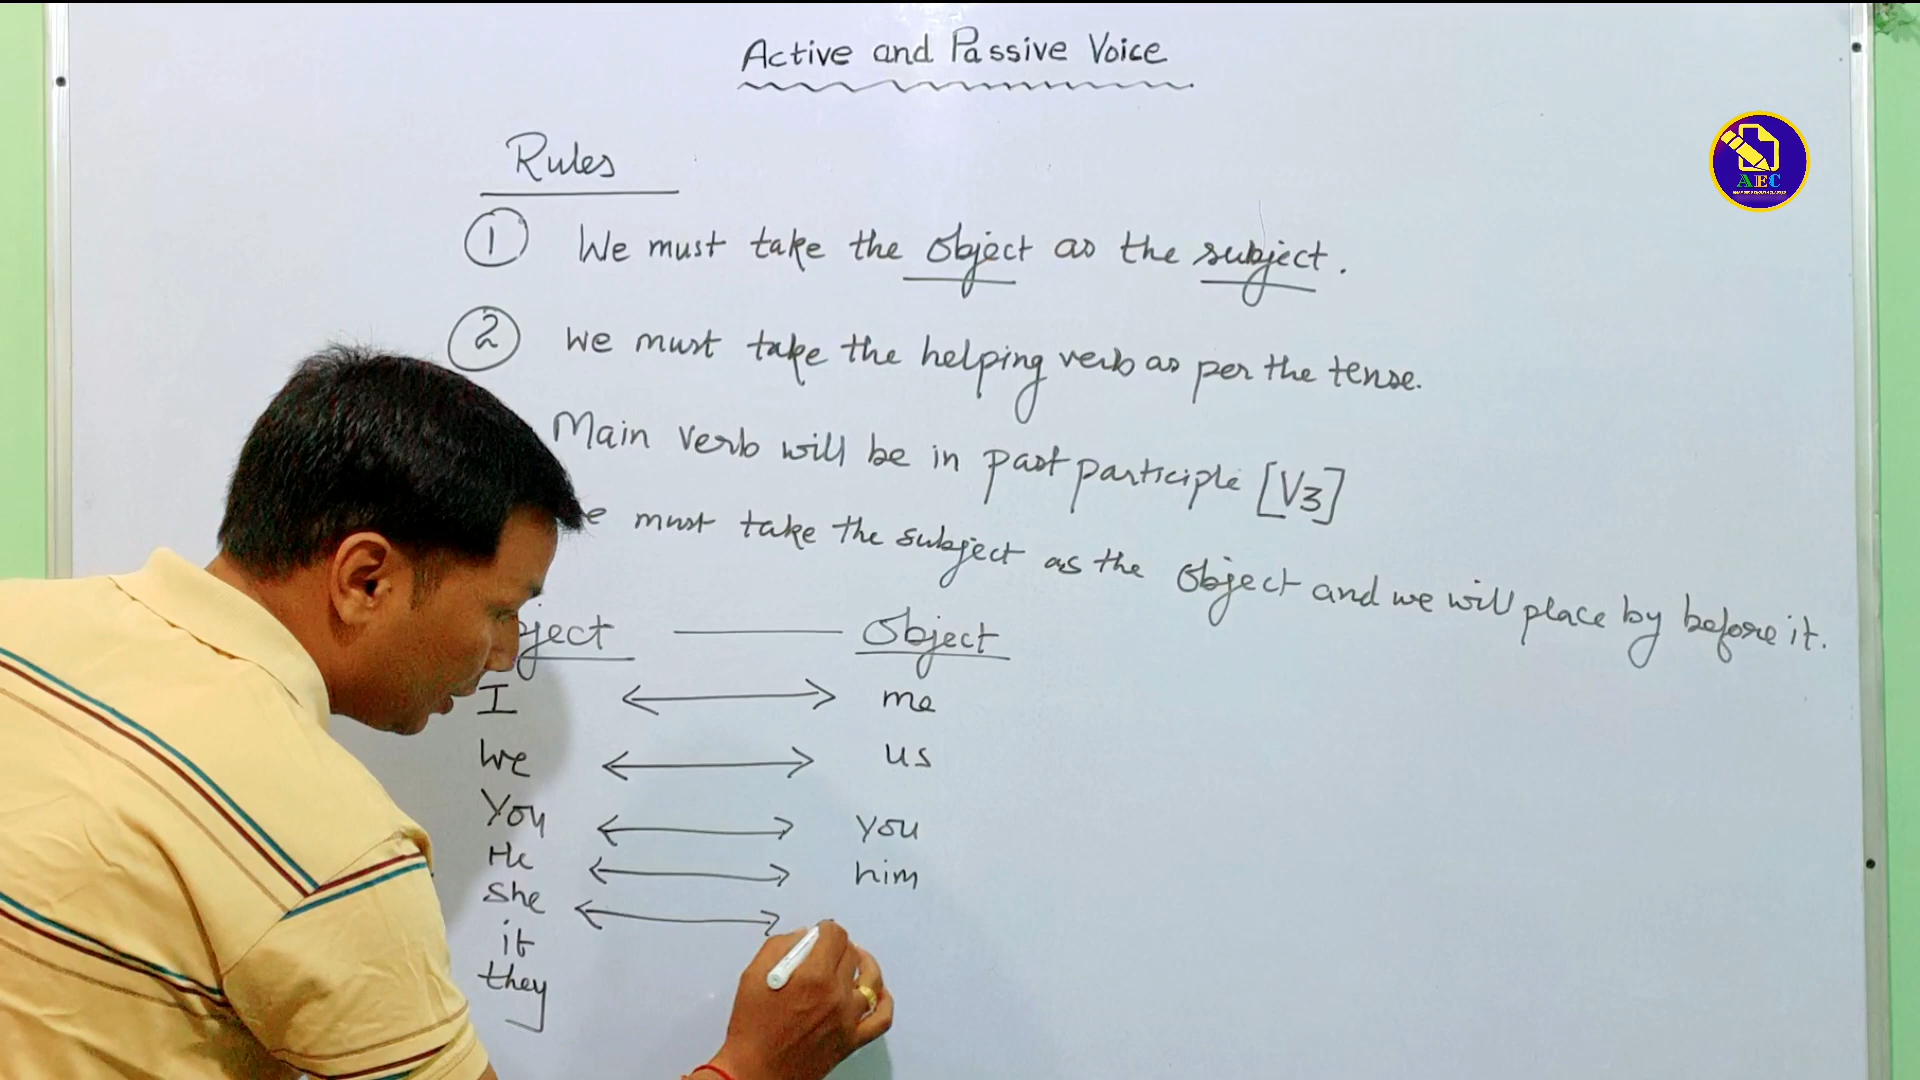 Active and Passive Voice
Rules
AEC
1 We must take the object as the subject.
2 We must take the helping verb as per the tense.
Main verb will be in past participle [V3]
must take the subject as the object and we will place by before it.
Object
I me
We us
You you
He him
She
it
they